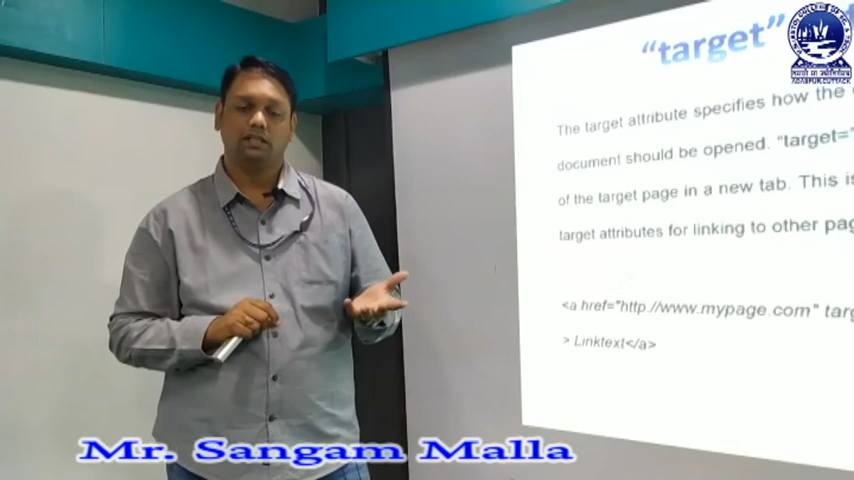 "target"
The target attribute specifies how the
document should be opened. "target="
of the target page in a new tab. This is
target attributes for linking to other pag
<a href="http://www.mypage.com" targ
> Linktext</a>
Mr. Sangam Malla